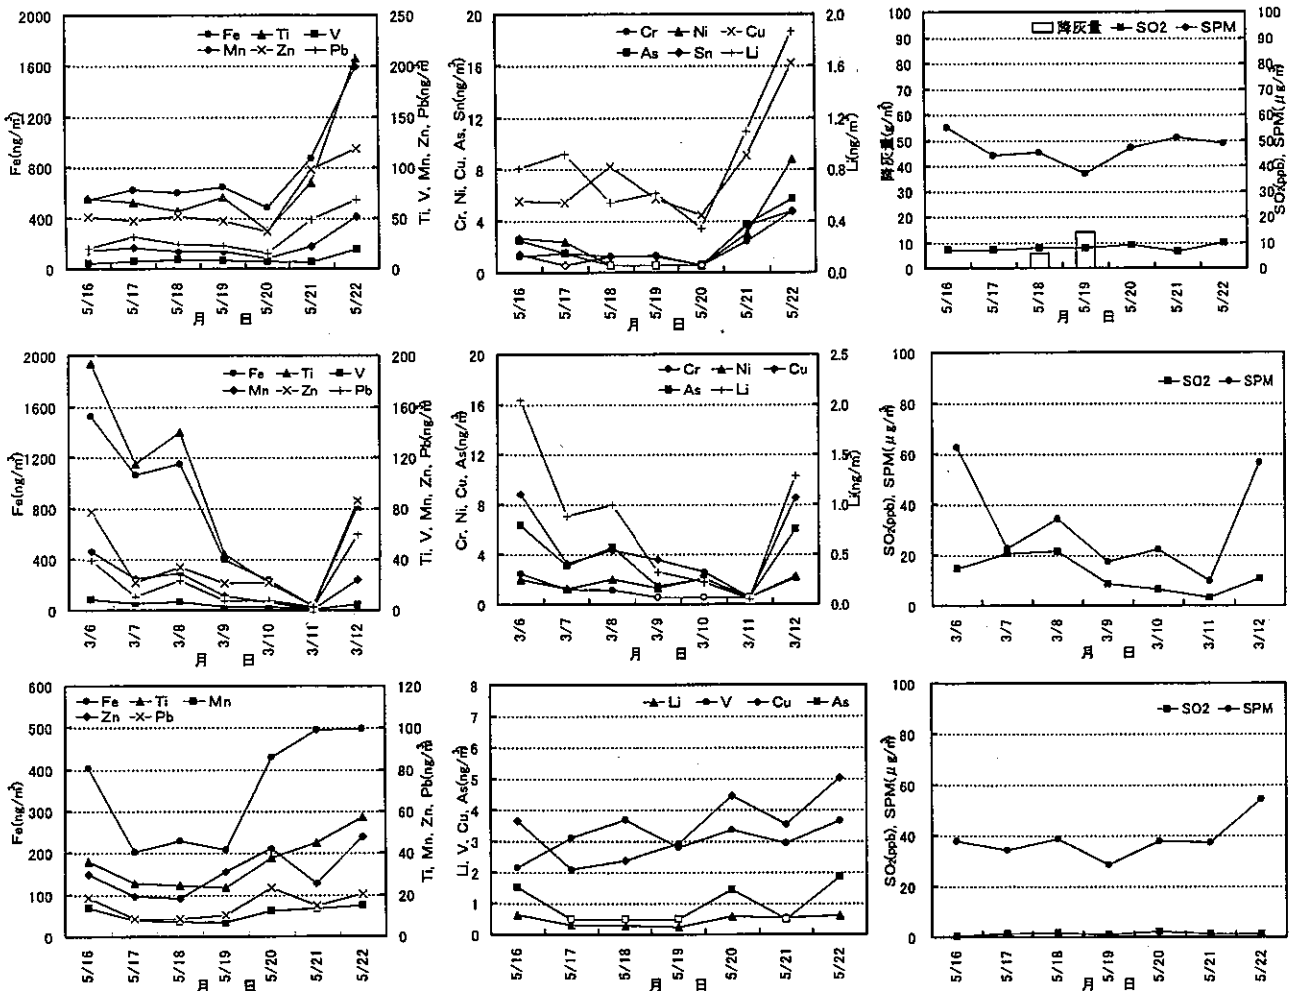 2000
1600
1200
800
400
0
Fe(ng/㎥)
Fe Ti V
Mn Zn Pb
250
200
150
100
50
0
Ti, V, Mn, Zn, Pb(ng/㎥)
5/16 5/17 5/18 5/19 5/20 5/21 5/22
月 日
20
16
12
8
4
0
Cr, Ni, Cu, As, Sn(ng/㎥)
Cr Ni Cu
As Sn Li
2.0
1.6
1.2
0.8
0.4
0.0
Li(ng/㎥)
5/16 5/17 5/18 5/19 5/20 5/21 5/22
月 日
100
90
80
70
60
50
40
30
20
10
0
降灰量(g/㎡)
降灰量 SO2 SPM
100
90
80
70
60
50
40
30
20
10
0
SO₂(ppb), SPM(μg/㎥)
5/16 5/17 5/18 5/19 5/20 5/21 5/22
月 日
2000
1600
1200
800
400
0
Fe(ng/㎥)
Fe Ti V
Mn Zn Pb
200
160
120
80
40
0
Ti, V, Mn, Zn, Pb(ng/㎥)
3/6 3/7 3/8 3/9 3/10 3/11 3/12
月 日
20
16
12
8
4
0
Cr, Ni, Cu, As(ng/㎥)
Cr Ni Cu
As Li
2.5
2.0
1.5
1.0
0.5
0.0
Li(ng/㎥)
3/6 3/7 3/8 3/9 3/10 3/11 3/12
月 日
100
80
60
40
20
0
SO₂(ppb), SPM(μg/㎥)
SO2 SPM
3/6 3/7 3/8 3/9 3/10 3/11 3/12
月 日
600
500
400
300
200
100
0
Fe(ng/㎥)
Fe Ti Mn
Zn Pb
120
100
80
60
40
20
0
Ti, Mn, Zn, Pb(ng/㎥)
5/16 5/17 5/18 5/19 5/20 5/21 5/22
月 日
8
7
6
5
4
3
2
1
0
Li, V, Cu, As(ng/㎥)
Li V Cu As
5/16 5/17 5/18 5/19 5/20 5/21 5/22
月 日
100
80
60
40
20
0
SO₂(ppb), SPM(μg/㎥)
SO2 SPM
5/16 5/17 5/18 5/19 5/20 5/21 5/22
月 日